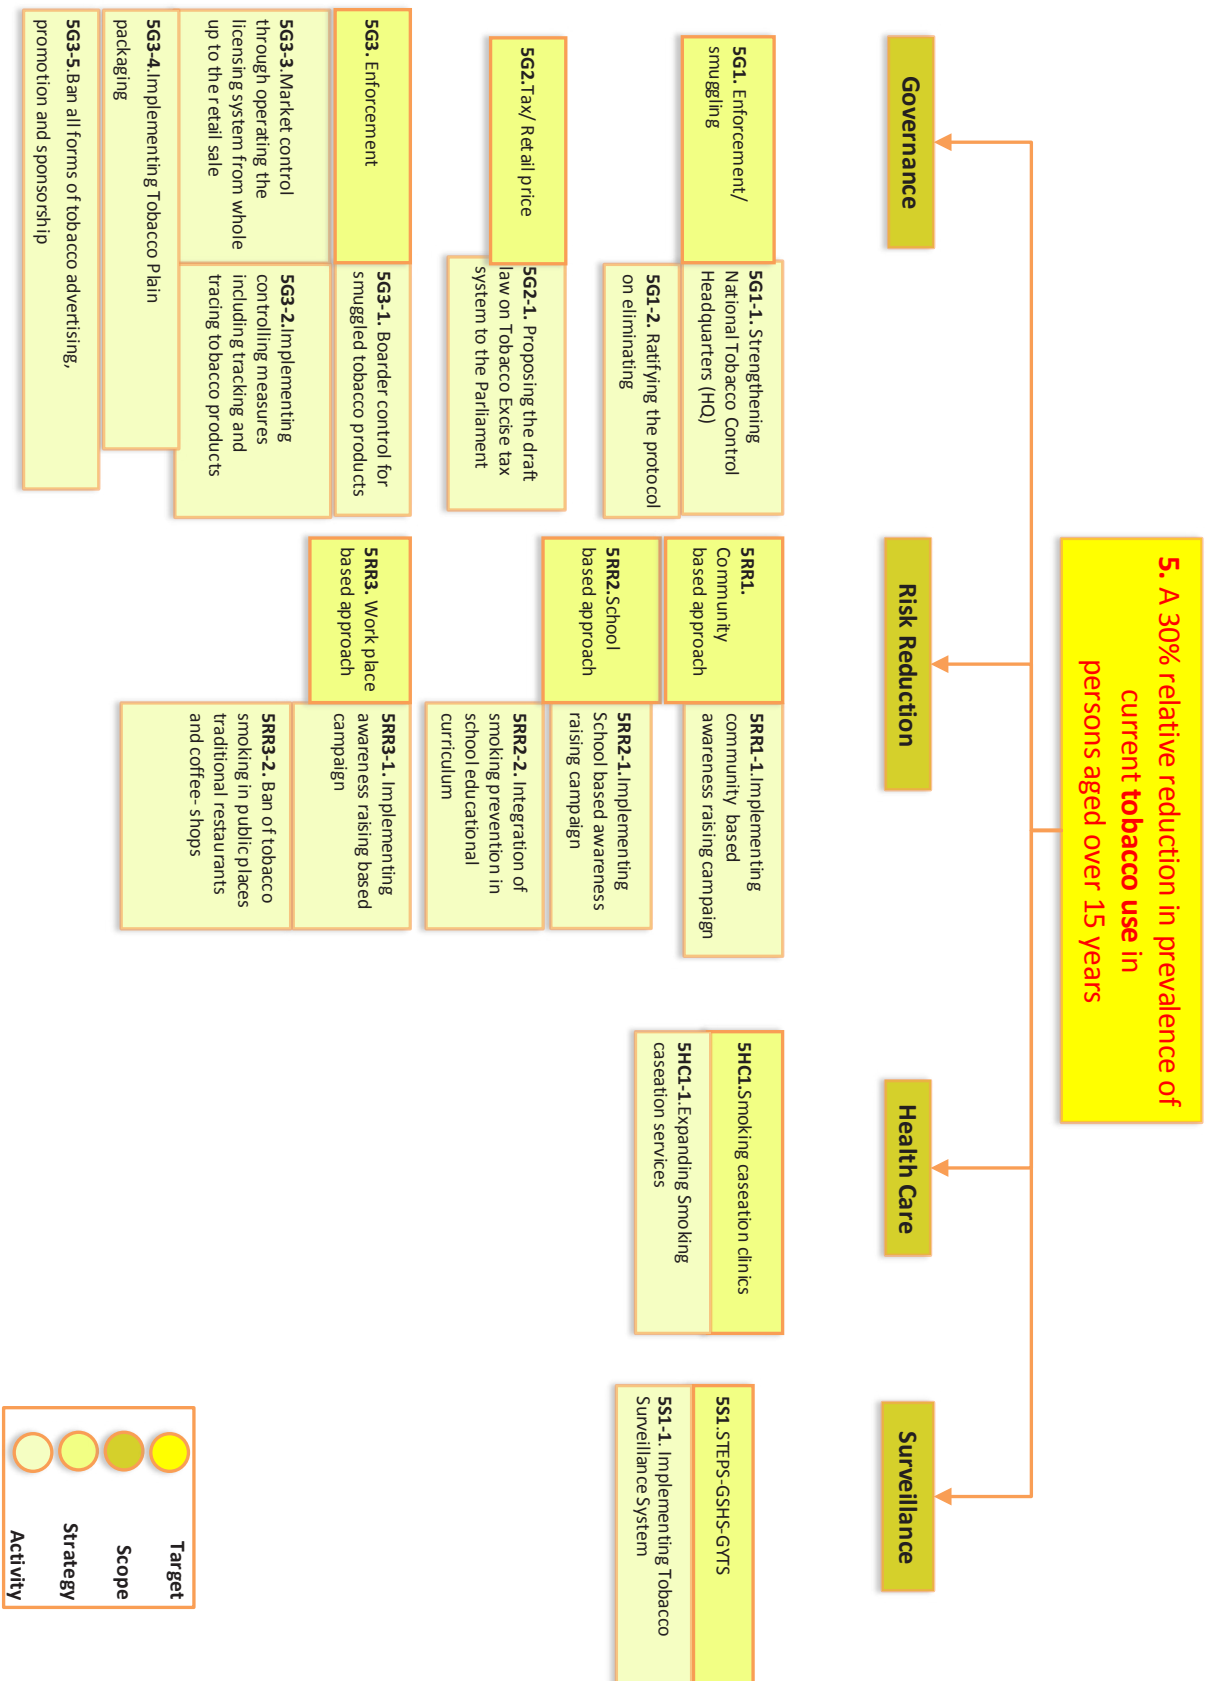 5. A 30% relative reduction in prevalence of
current tobacco use in
persons aged over 15 years
Governance
Risk Reduction
Health Care
Surveillance
5G1. Enforcement/
smuggling
5G1-1. Strengthening
National Tobacco Control
Headquarters (HQ)
5G1-2. Ratifying the protocol
on eliminating
5G2.Tax/ Retail price
5G2-1. Proposing the draft
law on Tobacco Excise tax
system to the Parliament
5G3. Enforcement
5G3-1. Boarder control for
smuggled tobacco products
5G3-3.Market control
through operating the
licensing system from whole
up to the retail sale
5G3-2.Implementing
controlling measures
including tracking and
tracing tobacco products
5G3-4.Implementing Tobacco Plain
packaging
5G3-5.Ban all forms of tobacco advertising,
promotion and sponsorship
5RR1.
Community
based approach
5RR1-1.Implementing
community based
awareness raising campaign
5RR2.School
based approach
5RR2-1.Implementing
School based awareness
raising campaign
5RR2-2. Integration of
smoking prevention in
school educational
curriculum
5RR3. Work place
based approach
5RR3-1. Implementing
awareness raising based
campaign
5RR3-2. Ban of tobacco
smoking in public places
traditional restaurants
and coffee- shops
5HC1.Smoking caseation clinics
5HC1-1.Expanding Smoking
caseation services
5S1.STEPS-GSHS-GYTS
5S1-1. Implementing Tobacco
Surveillance System
Target
Scope
Strategy
Activity